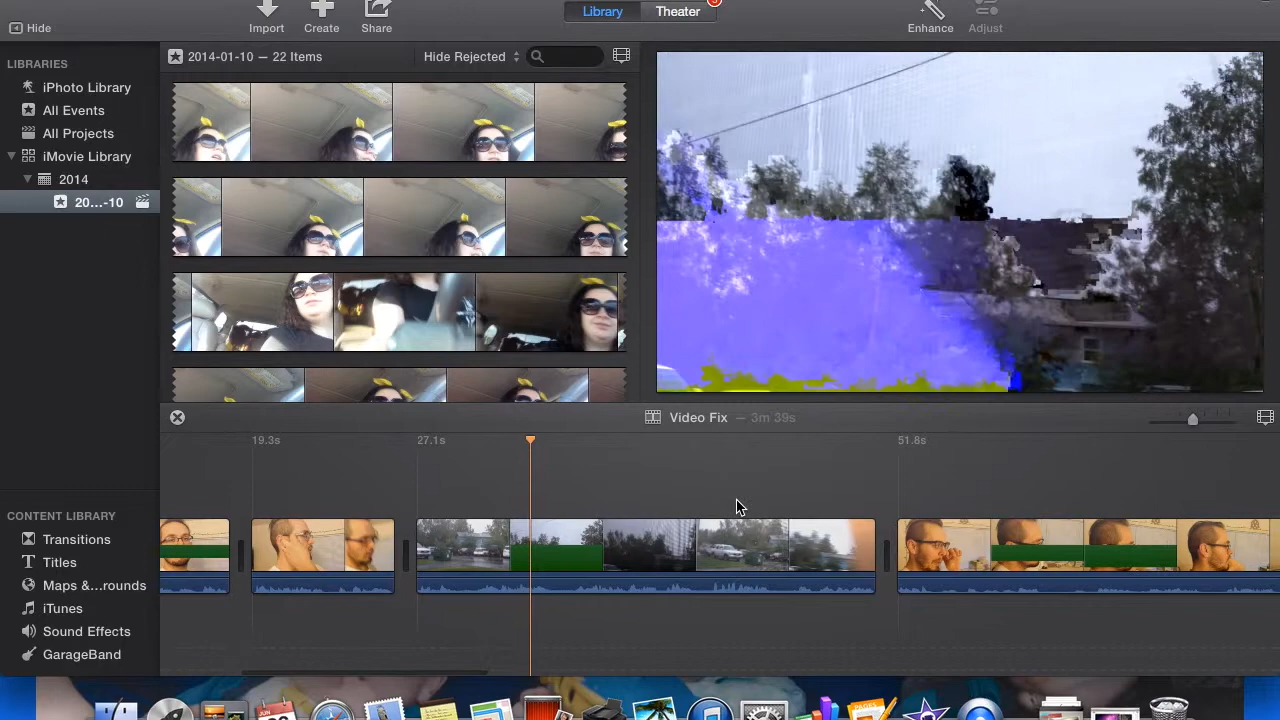 Hide
Import
Create
Share
Library
Theater
Enhance
Adjust
LIBRARIES
iPhoto Library
All Events
All Projects
iMovie Library
2014
20...-10
2014-01-10 — 22 Items
Hide Rejected
Video Fix — 3m 39s
19.3s
27.1s
51.8s
CONTENT LIBRARY
Transitions
Titles
Maps &...rounds
iTunes
Sound Effects
GarageBand
JUN